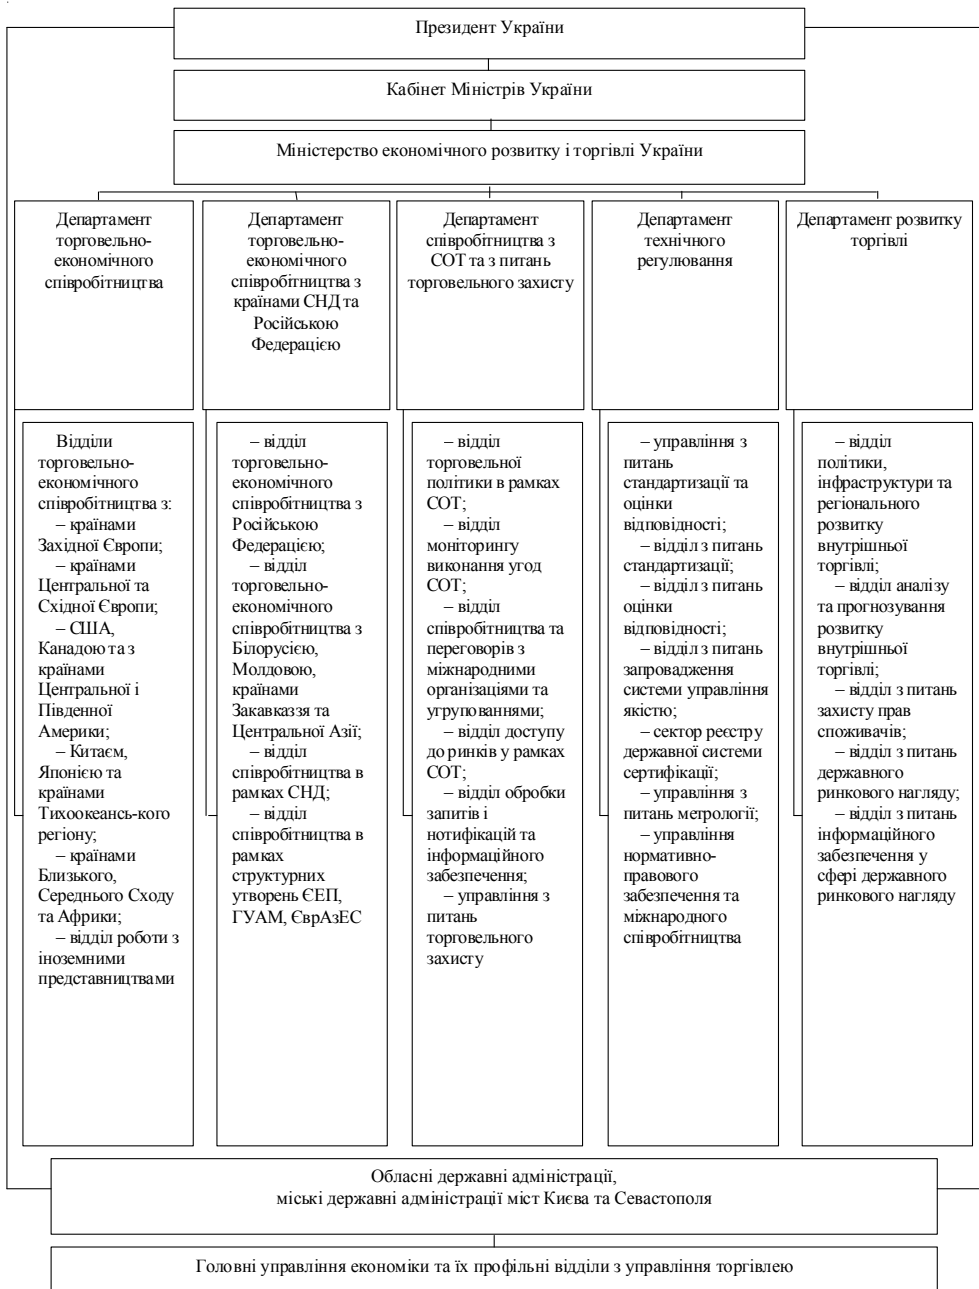 Президент України
Кабінет Міністрів України
Міністерство економічного розвитку і торгівлі України
Департамент
торговельно-
економічного
співробітництва
Департамент
торговельно-
економічного
співробітництва з
країнами СНД та
Російською
Федерацією
Департамент
співробітництва з
СОТ та з питань
торговельного захисту
Департамент
технічного
регулювання
Департамент розвитку
торгівлі
Відділи
торговельно-
економічного
співробітництва з:
– країнами
Західної Європи;
– країнами
Центральної та
Східної Європи;
– США,
Канадою та з
країнами
Центральної і
Південної
Америки;
– Китаєм,
Японією та
країнами
Тихоокеансь-кого
регіону;
– країнами
Близького,
Середнього Сходу
та Африки;
– відділ роботи з
іноземними
представництвами
– відділ
торговельно-
економічного
співробітництва з
Російською
Федерацією;
– відділ
торговельно-
економічного
співробітництва з
Білорусією,
Молдовою,
країнами
Закавказзя та
Центральної Азії;
– відділ
співробітництва в
рамках СНД;
– відділ
співробітництва в
рамках
структурних
утворень ЄЕП,
ГУАМ, ЄврАзЕС
– відділ
торговельної
політики в рамках
СОТ;
– відділ
моніторингу
виконання угод
СОТ;
– відділ
співробітництва та
переговорів з
міжнародними
організаціями та
угрупованнями;
– відділ доступу
до ринків у рамках
СОТ;
– відділ обробки
запитів і
нотифікацій та
інформаційного
забезпечення;
– управління з
питань
торговельного
захисту
– управління з
питань
стандартизації та
оцінки
відповідності;
– відділ з питань
стандартизації;
– відділ з питань
оцінки
відповідності;
– відділ з питань
запровадження
системи управління
якістю;
– сектор реєстру
державної системи
сертифікації;
– управління з
питань метрології;
– управління
нормативно-
правового
забезпечення та
міжнародного
співробітництва
– відділ
політики,
інфраструктури та
регіонального
розвитку
внутрішньої
торгівлі;
– відділ аналізу
та прогнозування
розвитку
внутрішньої
торгівлі;
– відділ з питань
захисту прав
споживачів;
– відділ з питань
державного
ринкового нагляду;
– відділ з питань
інформаційного
забезпечення у
сфері державного
ринкового нагляду
Обласні державні адміністрації,
міські державні адміністрації міст Києва та Севастополя
Головні управління економіки та їх профільні відділи з управління торгівлею